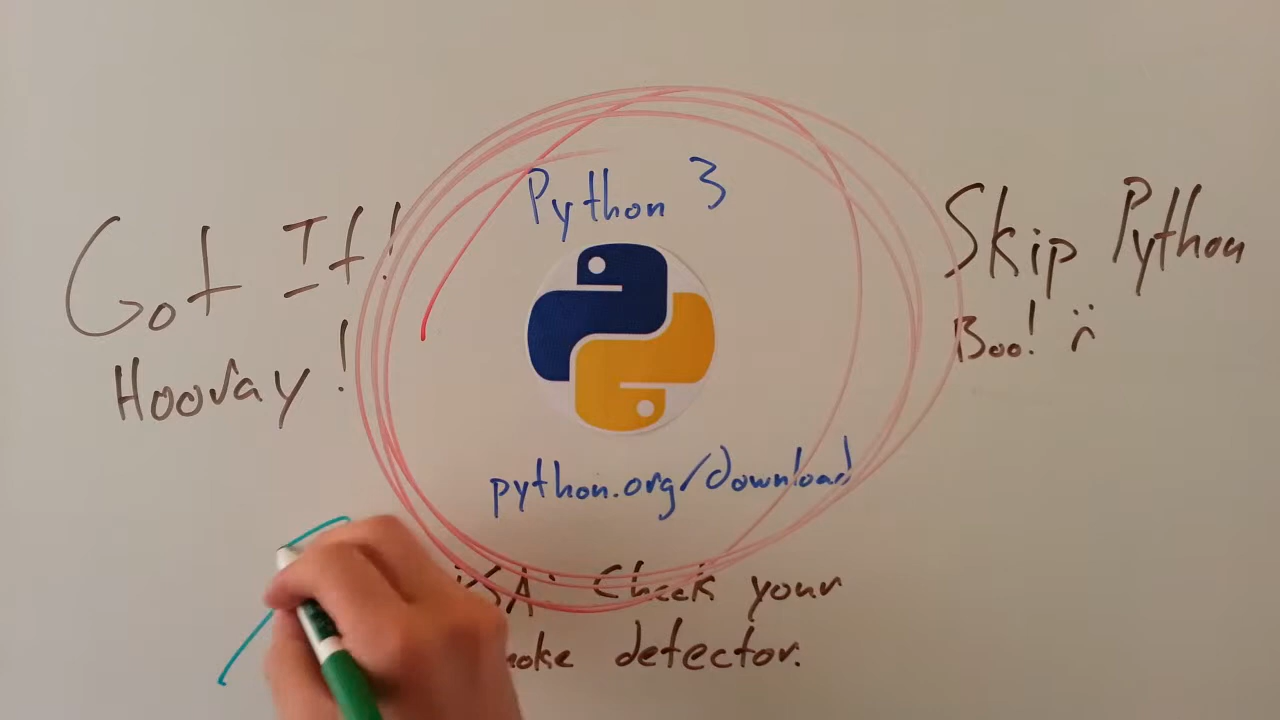 Got It!
Hooray!
Python 3
python.org/download
Skip Python
Boo! :(
Check your
detector.